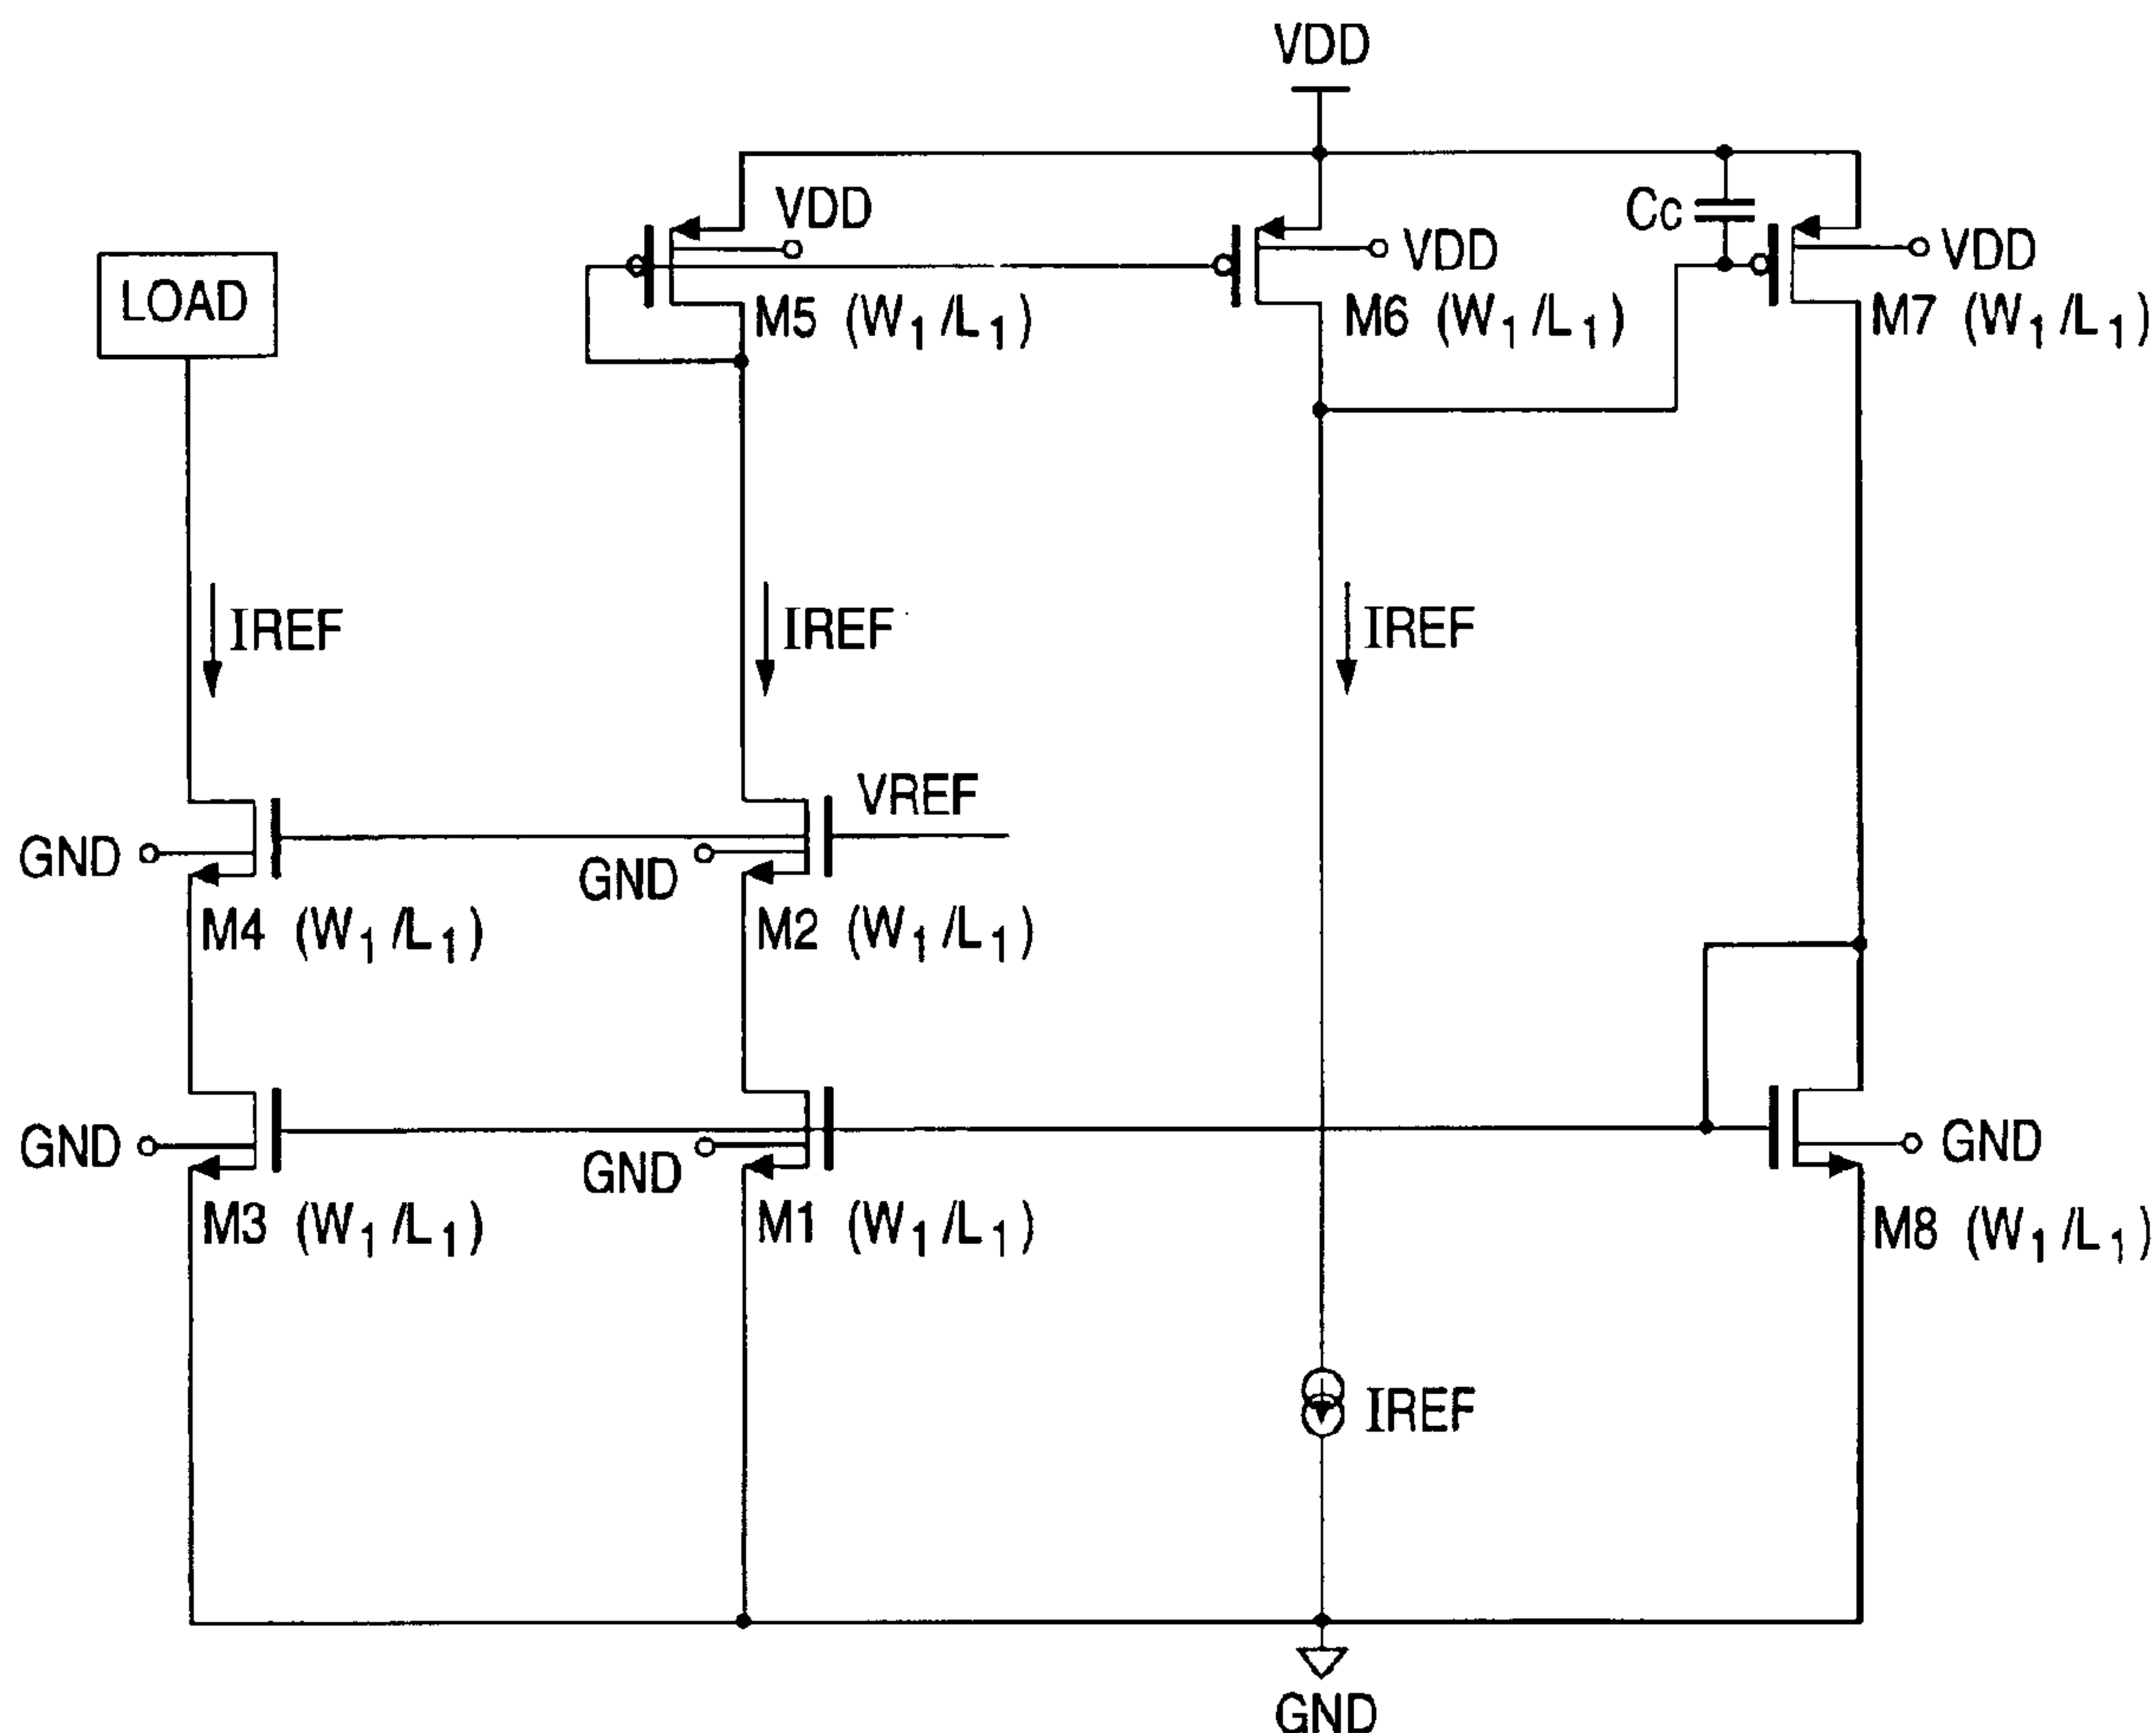 VDD
VDD
Cc
VDD
VDD
LOAD
M5 (W1/L1)
M6 (W1/L1)
M7 (W1/L1)
IREF
IREF
IREF
VREF
GND
GND
M4 (W1/L1)
M2 (W1/L1)
GND
GND
GND
M3 (W1/L1)
M1 (W1/L1)
M8 (W1/L1)
IREF
GND